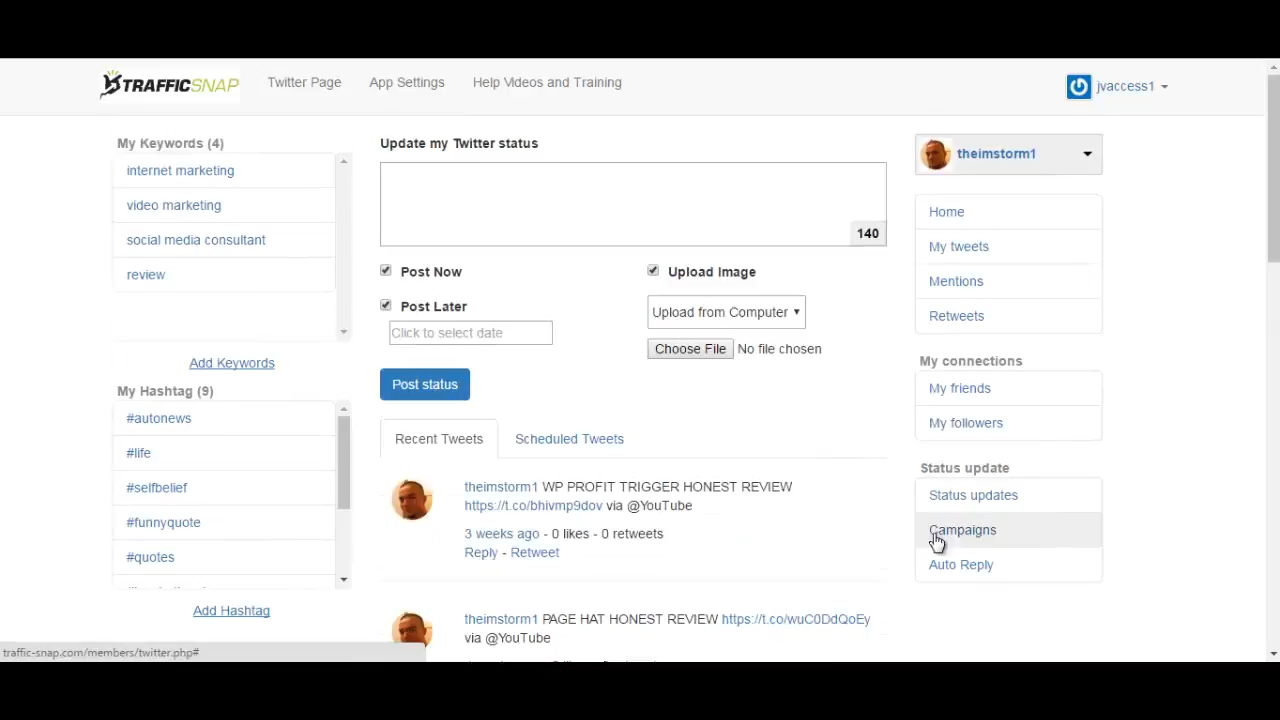 TRAFFICSNAP
Twitter Page
App Settings
Help Videos and Training
jvaccess1
My Keywords (4)
internet marketing
video marketing
social media consultant
review
Add Keywords
My Hashtag (9)
#autonews
#life
#selfbelief
#funnyquote
#quotes
Add Hashtag
Update my Twitter status
140
Post Now
Upload Image
Post Later
Upload from Computer
Click to select date
Choose File No file chosen
Post status
Recent Tweets
Scheduled Tweets
theimstorm1 WP PROFIT TRIGGER HONEST REVIEW
https://t.co/bhivmp9dov via @YouTube
3 weeks ago - 0 likes - 0 retweets
Reply - Retweet
theimstorm1 PAGE HAT HONEST REVIEW https://t.co/wuC0DdQoEy
via @YouTube
theimstorm1
Home
My tweets
Mentions
Retweets
My connections
My friends
My followers
Status update
Status updates
Campaigns
Auto Reply
traffic-snap.com/members/twitter.php#